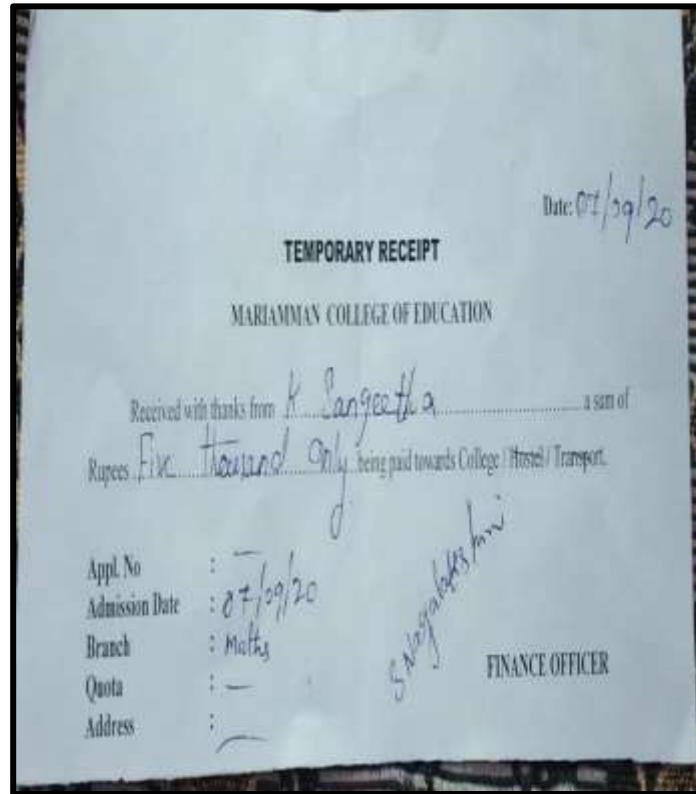 Date: 07/09/20
TEMPORARY RECEIPT
MARIAMMAN COLLEGE OF EDUCATION
Received with thanks from K Sangeetha a sum of
Rupees Five thousand only being paid towards College / Hostel / Transport.
Appl. No : —
Admission Date : 07/09/20
Branch : Maths
Quota : —
Address : —
S Nagalakshmi
FINANCE OFFICER